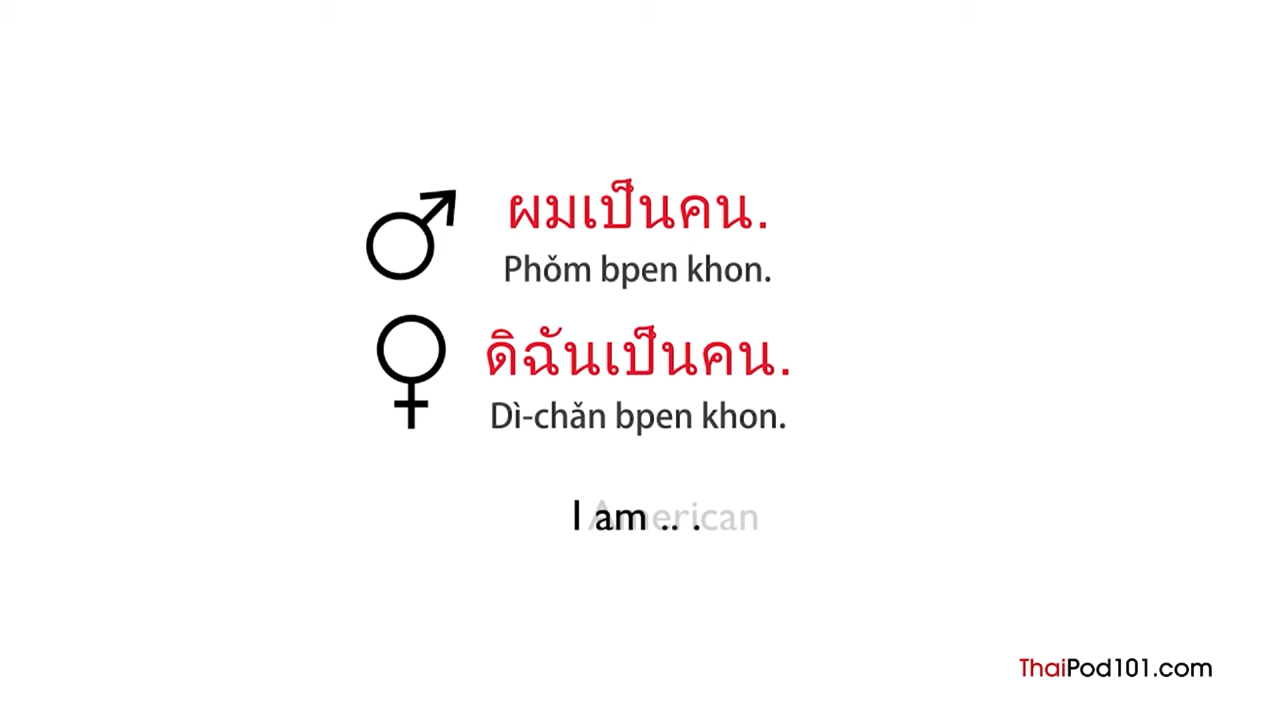 ผมเป็นคน.
Phǒm bpen khon.
ดิฉันเป็นคน.
Dì-chǎn bpen khon.
I am .. .
American
ThaiPod101.com